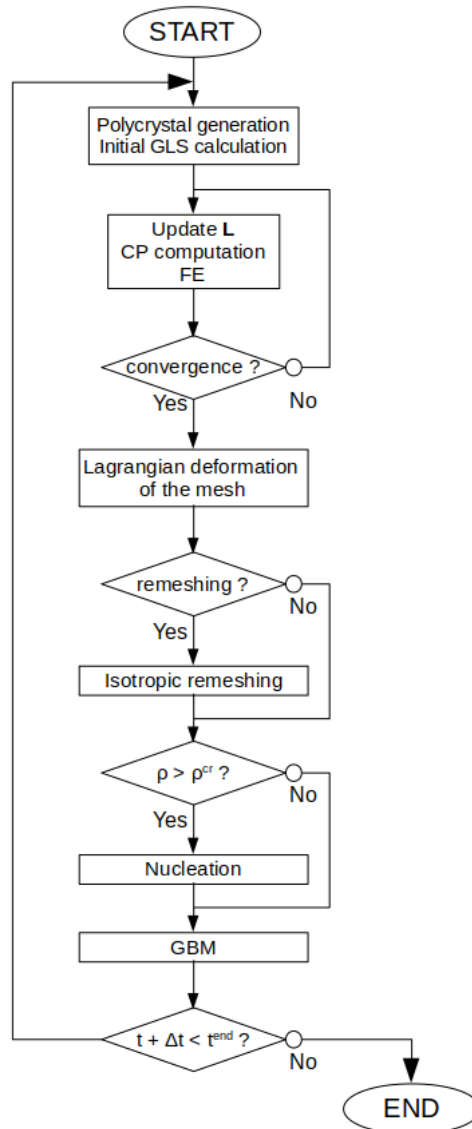 START
Polycrystal generation
Initial GLS calculation
Update L
CP computation
FE
convergence ?
Yes
No
Lagrangian deformation
of the mesh
remeshing ?
No
Yes
Isotropic remeshing
ρ > ρᶜʳ ?
No
Yes
Nucleation
GBM
t + Δt < tᵉⁿᵈ ?
No
END